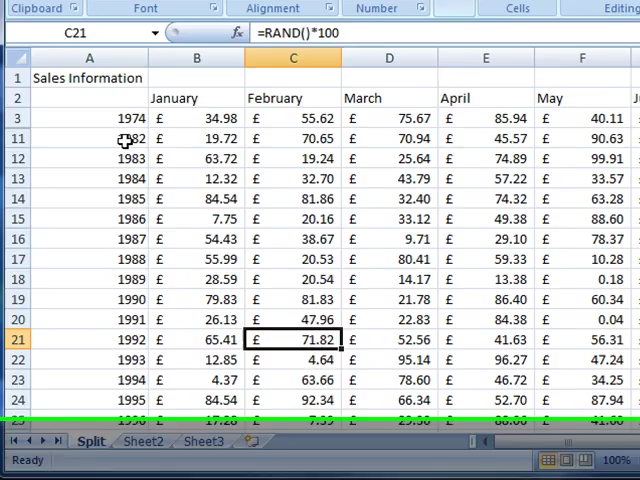 Clipboard Font Alignment Number Cells Editing
C21 fx =RAND()*100
A B C D E F
1 Sales Information
2 January February March April May
3 1974 £ 34.98 £ 55.62 £ 75.67 £ 85.94 £ 40.11
11 £ 19.72 £ 70.65 £ 70.94 £ 45.57 £ 90.63
12 1983 £ 63.72 £ 19.24 £ 25.64 £ 74.89 £ 99.91
13 1984 £ 12.32 £ 32.70 £ 43.79 £ 57.22 £ 33.57
14 1985 £ 84.54 £ 81.86 £ 32.40 £ 74.32 £ 63.28
15 1986 £ 7.75 £ 20.16 £ 33.12 £ 49.38 £ 88.60
16 1987 £ 54.43 £ 38.67 £ 9.71 £ 29.10 £ 78.37
17 1988 £ 55.99 £ 20.53 £ 80.41 £ 59.33 £ 10.28
18 1989 £ 28.59 £ 20.54 £ 14.17 £ 13.38 £ 0.18
19 1990 £ 79.83 £ 81.83 £ 21.78 £ 86.40 £ 60.34
20 1991 £ 26.13 £ 47.96 £ 22.83 £ 84.38 £ 0.04
21 1992 £ 65.41 £ 71.82 £ 52.56 £ 41.63 £ 56.31
22 1993 £ 12.85 £ 4.64 £ 95.14 £ 96.27 £ 47.24
23 1994 £ 4.37 £ 63.66 £ 78.60 £ 46.72 £ 34.25
24 1995 £ 84.54 £ 92.34 £ 66.34 £ 52.70 £ 87.94
Split Sheet2 Sheet3
Ready 100%